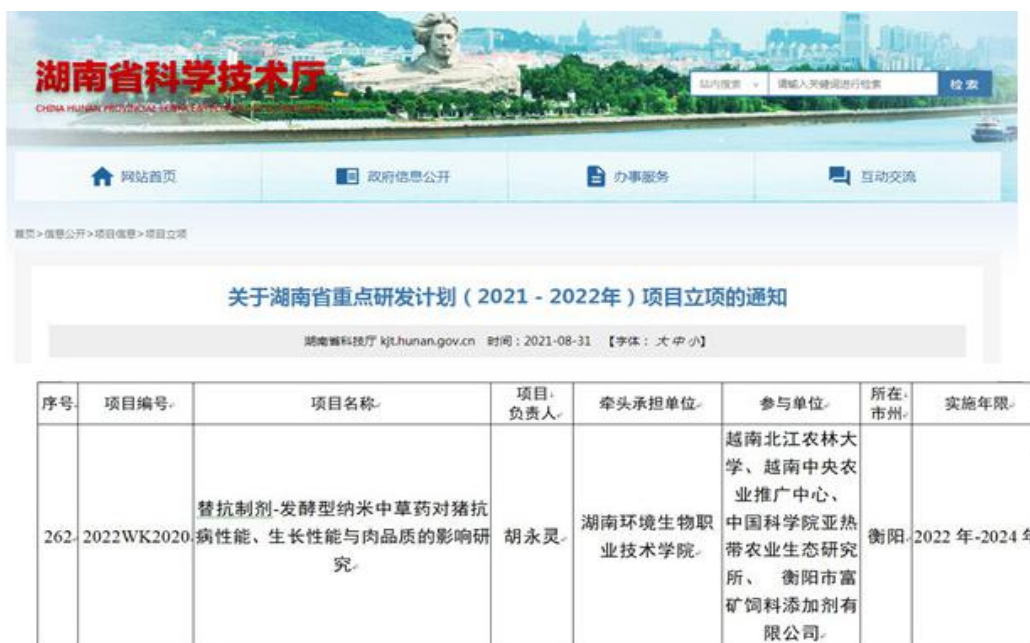 湖南省科学技术厅
站内搜索 请输入关键词进行检索 检索
网站首页 政府信息公开 办事服务 互动交流
首页>信息公开>项目信息>项目立项
关于湖南省重点研发计划（2021 - 2022年）项目立项的通知
湖南省科技厅 kjt.hunan.gov.cn 时间：2021-08-31 【字体： 大 中 小】
序号 项目编号 项目名称 项目 牵头承担单位 参与单位 所在 实施年限
负责人 市州
越南北江农林大
学、越南中央农
业推广中心、
替抗制剂-发酵型纳米中草药对猪抗 湖南环境生物职 中国科学院亚热
262 2022WK2020 病性能、生长性能与肉品质的影响研 胡永灵 业技术学院 带农业生态研究 衡阳 2022 年-2024 年
究 所、 衡阳市富
矿饲料添加剂有
限公司